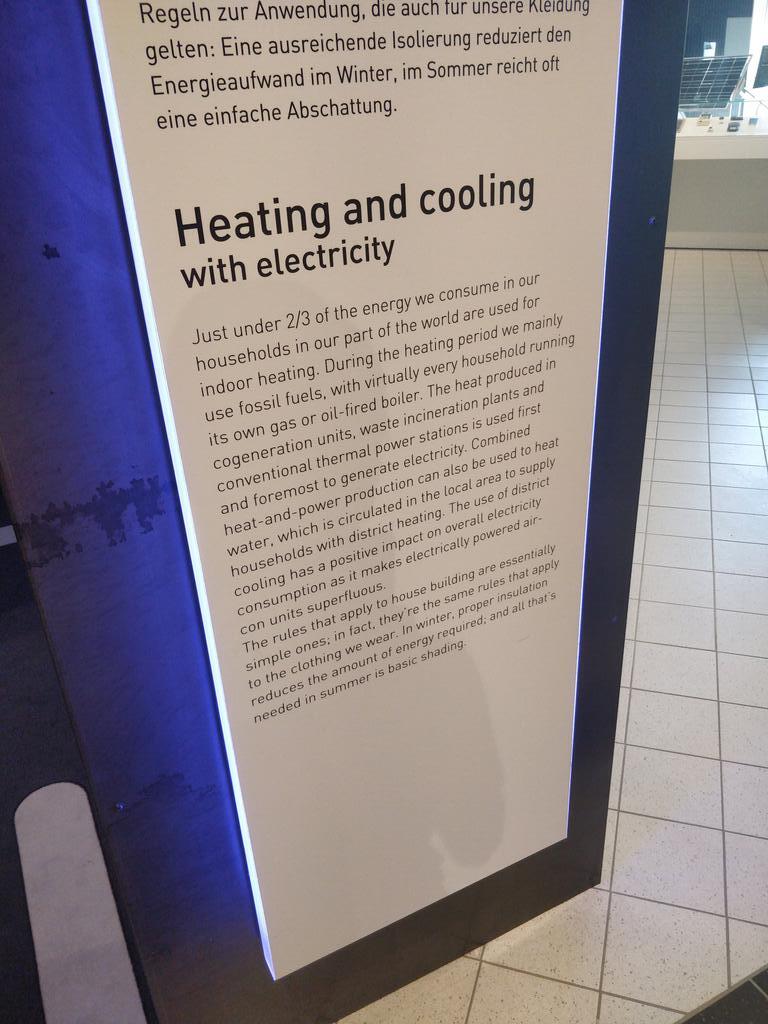 Regeln zur Anwendung, die auch für unsere Kleidung
gelten: Eine ausreichende Isolierung reduziert den
Energieaufwand im Winter, im Sommer reicht oft
eine einfache Abschattung.
Heating and cooling
with electricity
Just under 2/3 of the energy we consume in our
households in our part of the world are used for
indoor heating. During the heating period we mainly
use fossil fuels, with virtually every household running
its own gas or oil-fired boiler. The heat produced in
cogeneration units, waste incineration plants and
conventional thermal power stations is used first
and foremost to generate electricity. Combined
heat-and-power production can also be used to heat
water, which is circulated in the local area to supply
households with district heating. The use of district
cooling has a positive impact on overall electricity
consumption as it makes electrically powered air-
con units superfluous.
The rules that apply to house building are essentially
simple ones; in fact, they're the same rules that apply
to the clothing we wear. In winter, proper insulation
reduces the amount of energy required; and all that's
needed in summer is basic shading.